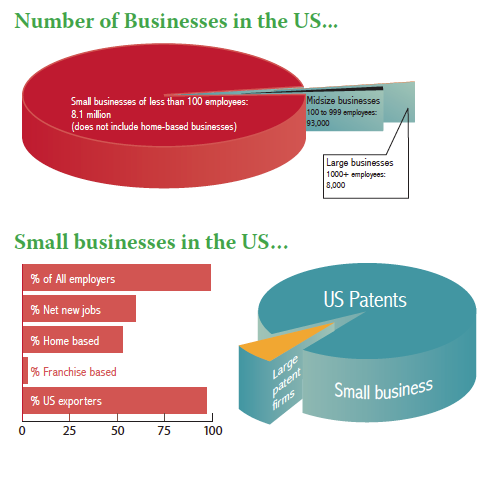 Number of Businesses in the US...
Small businesses of less than 100 employees:
8.1 million
(does not include home-based businesses)
Midsize businesses
100 to 999 employees:
93,000
Large businesses
1000+ employees:
8,000
Small businesses in the US...
% of All employers
% Net new jobs
% Home based
% Franchise based
% US exporters
0 25 50 75 100
US Patents
Large
patent
firms
Small business